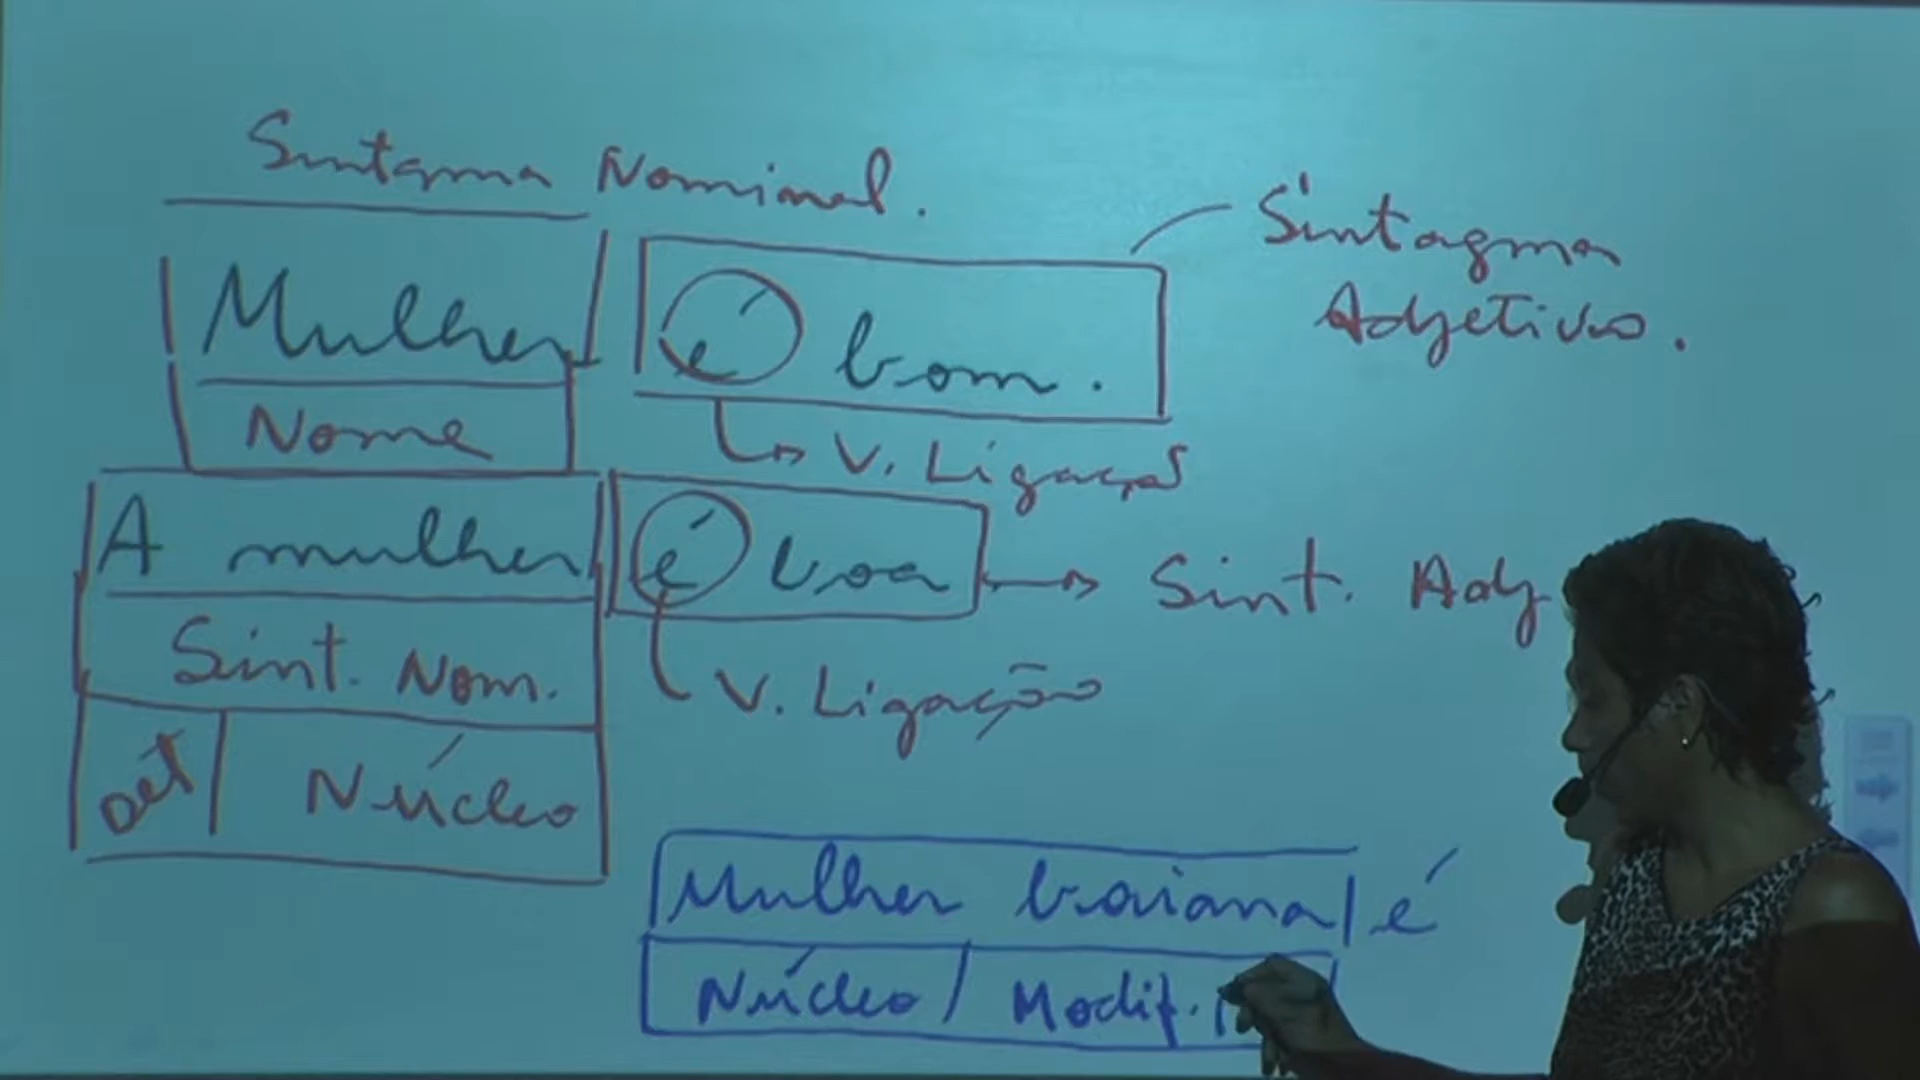 Sintagma Nominal.
Sintagma
Adjetivo.
Mulher é bom.
Nome
V. Ligação
A mulher é boa → Sint. Adj
Sint. Nom.
V. Ligação
Det Núcleo
Mulher baiana é
Núcleo Modif.